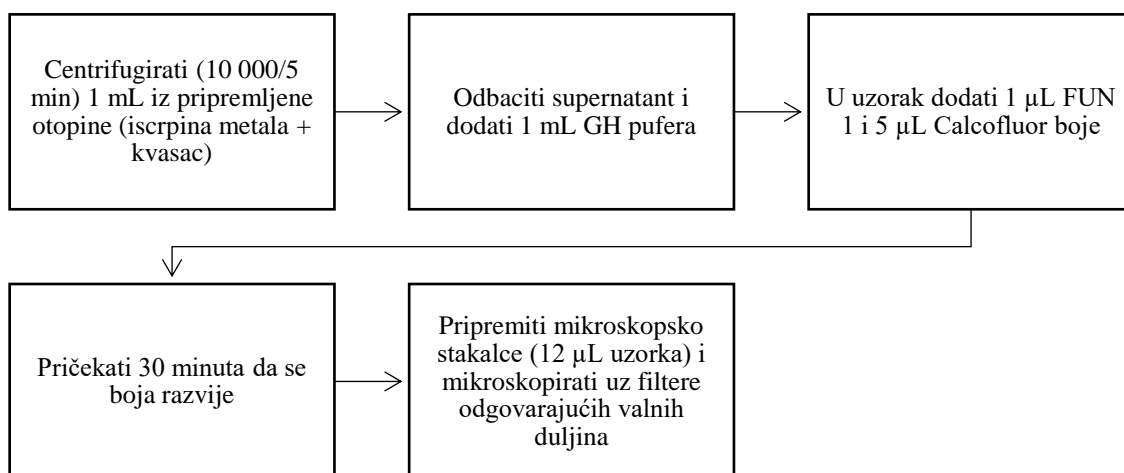 Centrifugirati (10 000/5
min) 1 mL iz pripremljene
otopine (iscrpina metala +
kvasac)
Odbaciti supernatant i
dodati 1 mL GH pufera
U uzorak dodati 1 µL FUN
1 i 5 µL Calcofluor boje
Pričekati 30 minuta da se
boja razvije
Pripremiti mikroskopsko
stakalce (12 µL uzorka) i
mikroskopirati uz filtere
odgovarajućih valnih
duljina